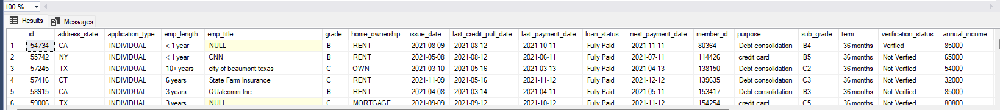 100 %
Results Messages
id address_state application_type emp_length emp_title grade home_ownership issue_date last_credit_pull_date last_payment_date loan_status next_payment_date member_id purpose sub_grade term verification_status annual_income
1 54734 CA INDIVIDUAL < 1 year NULL B RENT 2021-08-09 2021-08-12 2021-10-11 Fully Paid 2021-11-11 80364 Debt consolidation B4 36 months Verified 85000
2 55742 NY INDIVIDUAL < 1 year CNN B RENT 2021-05-08 2021-08-12 2021-06-11 Fully Paid 2021-07-11 114426 credit card B5 36 months Not Verified 65000
3 57245 TX INDIVIDUAL 10+ years city of beaumont texas C OWN 2021-03-10 2021-05-16 2021-03-13 Fully Paid 2021-04-13 138150 Debt consolidation C2 36 months Not Verified 54000
4 57416 CT INDIVIDUAL 6 years State Farm Insurance C RENT 2021-11-09 2021-05-16 2021-11-12 Fully Paid 2021-12-12 139635 Debt consolidation C3 36 months Not Verified 32000
5 58915 CA INDIVIDUAL 3 years QUalcomm Inc B RENT 2021-04-08 2021-03-14 2021-04-11 Fully Paid 2021-05-11 153417 Debt consolidation B3 36 months Not Verified 85000
6 59006 TX INDIVIDUAL 3 years NULL C MORTGAGE 2021-09-09 2021-09-12 2021-10-12 Fully Paid 2021-11-12 154254 credit card C5 36 months Not Verified 80800